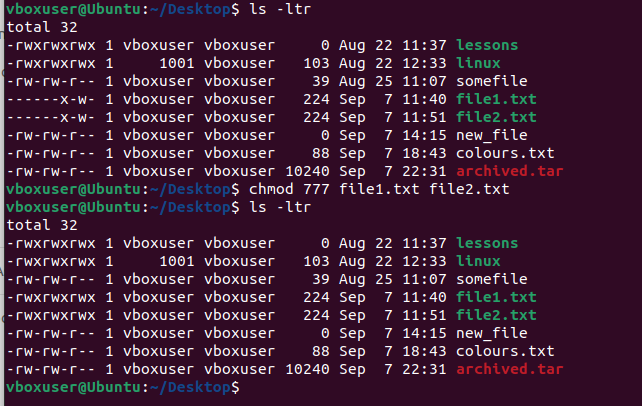 vboxuser@Ubuntu:~/Desktop$ ls -ltr
total 32
-rwxrwxrwx 1 vboxuser vboxuser     0 Aug 22 11:37 lessons
-rwxrwxrwx 1     1001 vboxuser   103 Aug 22 12:33 linux
-rw-rw-r-- 1 vboxuser vboxuser    39 Aug 25 11:07 somefile
------x-w- 1 vboxuser vboxuser   224 Sep  7 11:40 file1.txt
------x-w- 1 vboxuser vboxuser   224 Sep  7 11:51 file2.txt
-rw-rw-r-- 1 vboxuser vboxuser     0 Sep  7 14:15 new_file
-rw-rw-r-- 1 vboxuser vboxuser    88 Sep  7 18:43 colours.txt
-rw-rw-r-- 1 vboxuser vboxuser 10240 Sep  7 22:31 archived.tar
vboxuser@Ubuntu:~/Desktop$ chmod 777 file1.txt file2.txt
vboxuser@Ubuntu:~/Desktop$ ls -ltr
total 32
-rwxrwxrwx 1 vboxuser vboxuser     0 Aug 22 11:37 lessons
-rwxrwxrwx 1     1001 vboxuser   103 Aug 22 12:33 linux
-rw-rw-r-- 1 vboxuser vboxuser    39 Aug 25 11:07 somefile
-rwxrwxrwx 1 vboxuser vboxuser   224 Sep  7 11:40 file1.txt
-rwxrwxrwx 1 vboxuser vboxuser   224 Sep  7 11:51 file2.txt
-rw-rw-r-- 1 vboxuser vboxuser     0 Sep  7 14:15 new_file
-rw-rw-r-- 1 vboxuser vboxuser    88 Sep  7 18:43 colours.txt
-rw-rw-r-- 1 vboxuser vboxuser 10240 Sep  7 22:31 archived.tar
vboxuser@Ubuntu:~/Desktop$